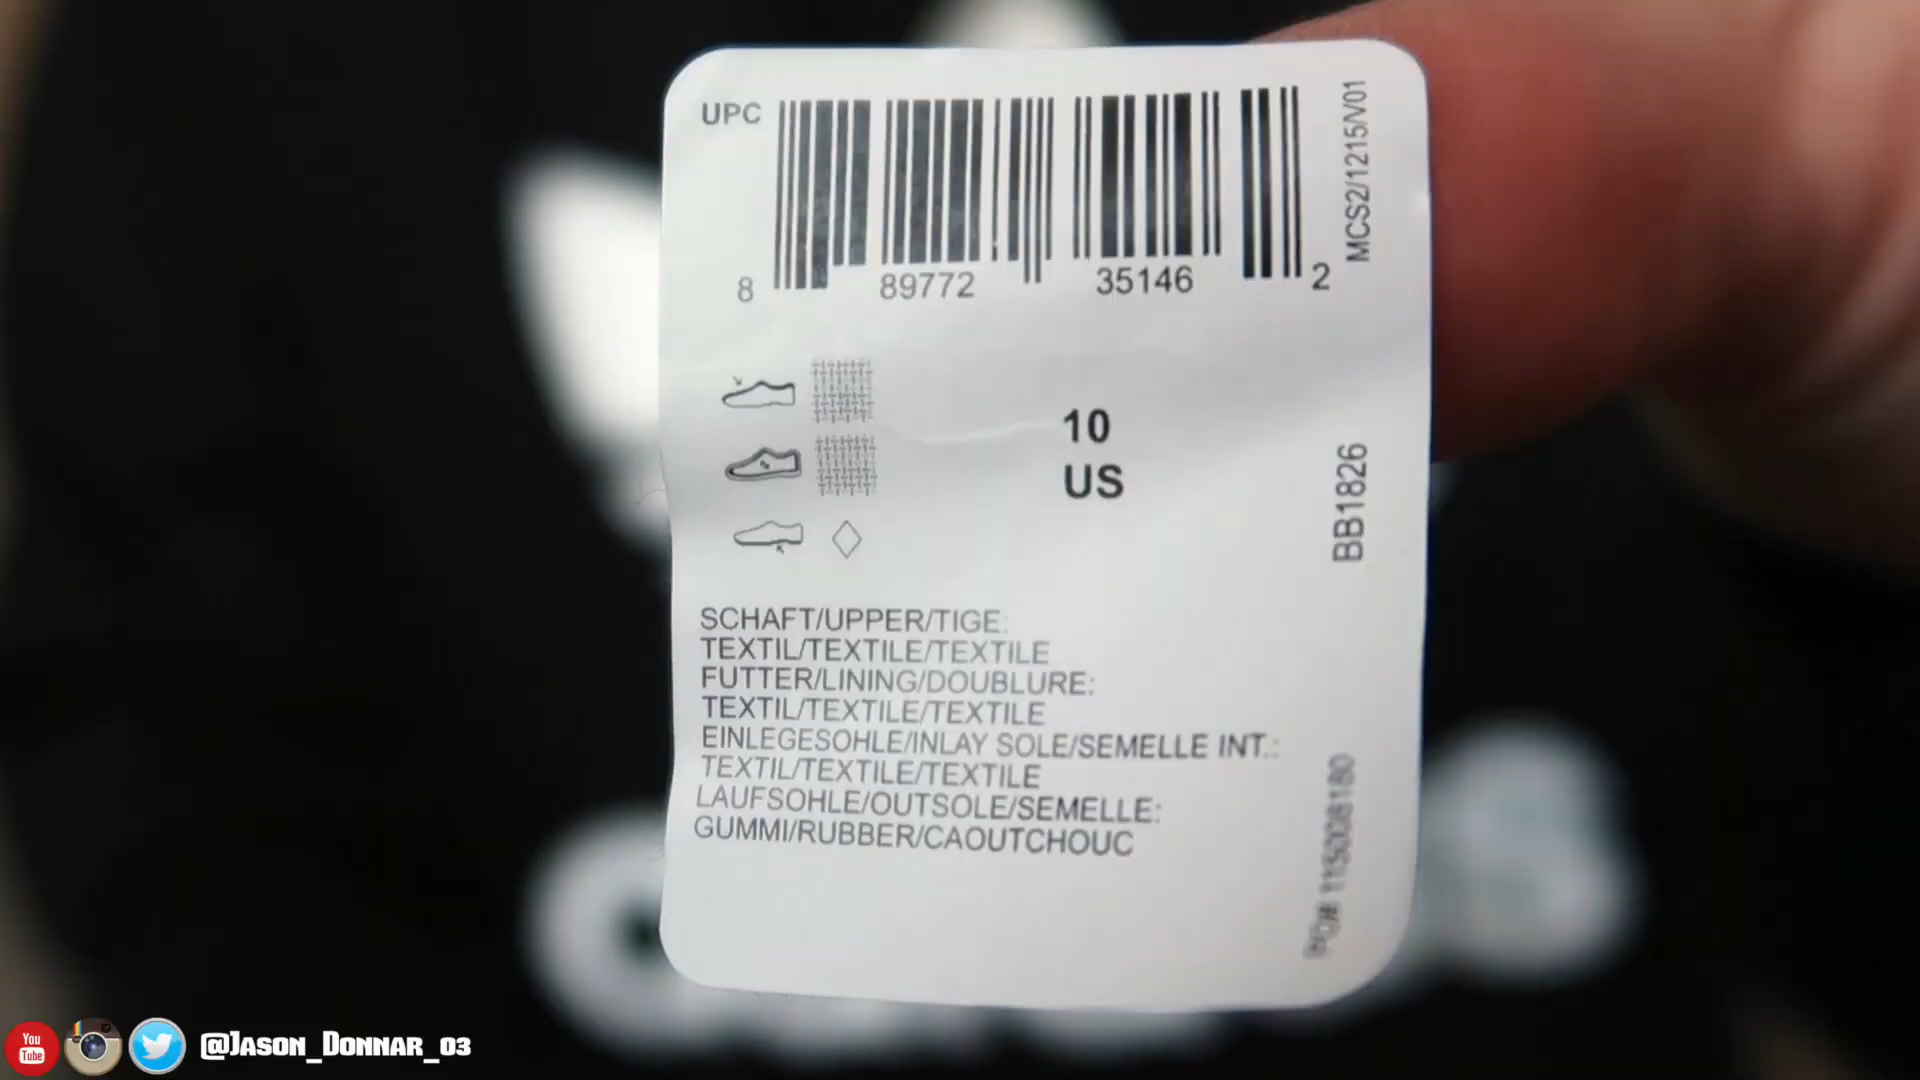 UPC
8 89772 35146 2
MCS2/1215/V01
10
US
BB1826
SCHAFT/UPPER/TIGE:
TEXTIL/TEXTILE/TEXTILE
FUTTER/LINING/DOUBLURE:
TEXTIL/TEXTILE/TEXTILE
EINLEGESOHLE/INLAY SOLE/SEMELLE INT.:
TEXTIL/TEXTILE/TEXTILE
LAUFSOHLE/OUTSOLE/SEMELLE:
GUMMI/RUBBER/CAOUTCHOUC
You
Tube
@Jason_Donnar_03